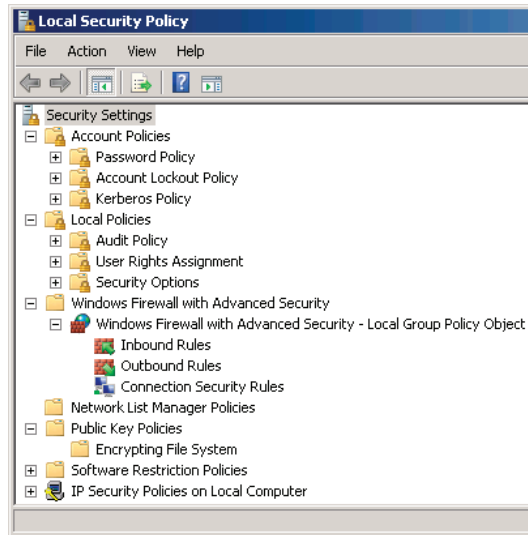 Local Security Policy
File Action View Help
Security Settings
Account Policies
Password Policy
Account Lockout Policy
Kerberos Policy
Local Policies
Audit Policy
User Rights Assignment
Security Options
Windows Firewall with Advanced Security
Windows Firewall with Advanced Security - Local Group Policy Object
Inbound Rules
Outbound Rules
Connection Security Rules
Network List Manager Policies
Public Key Policies
Encrypting File System
Software Restriction Policies
IP Security Policies on Local Computer